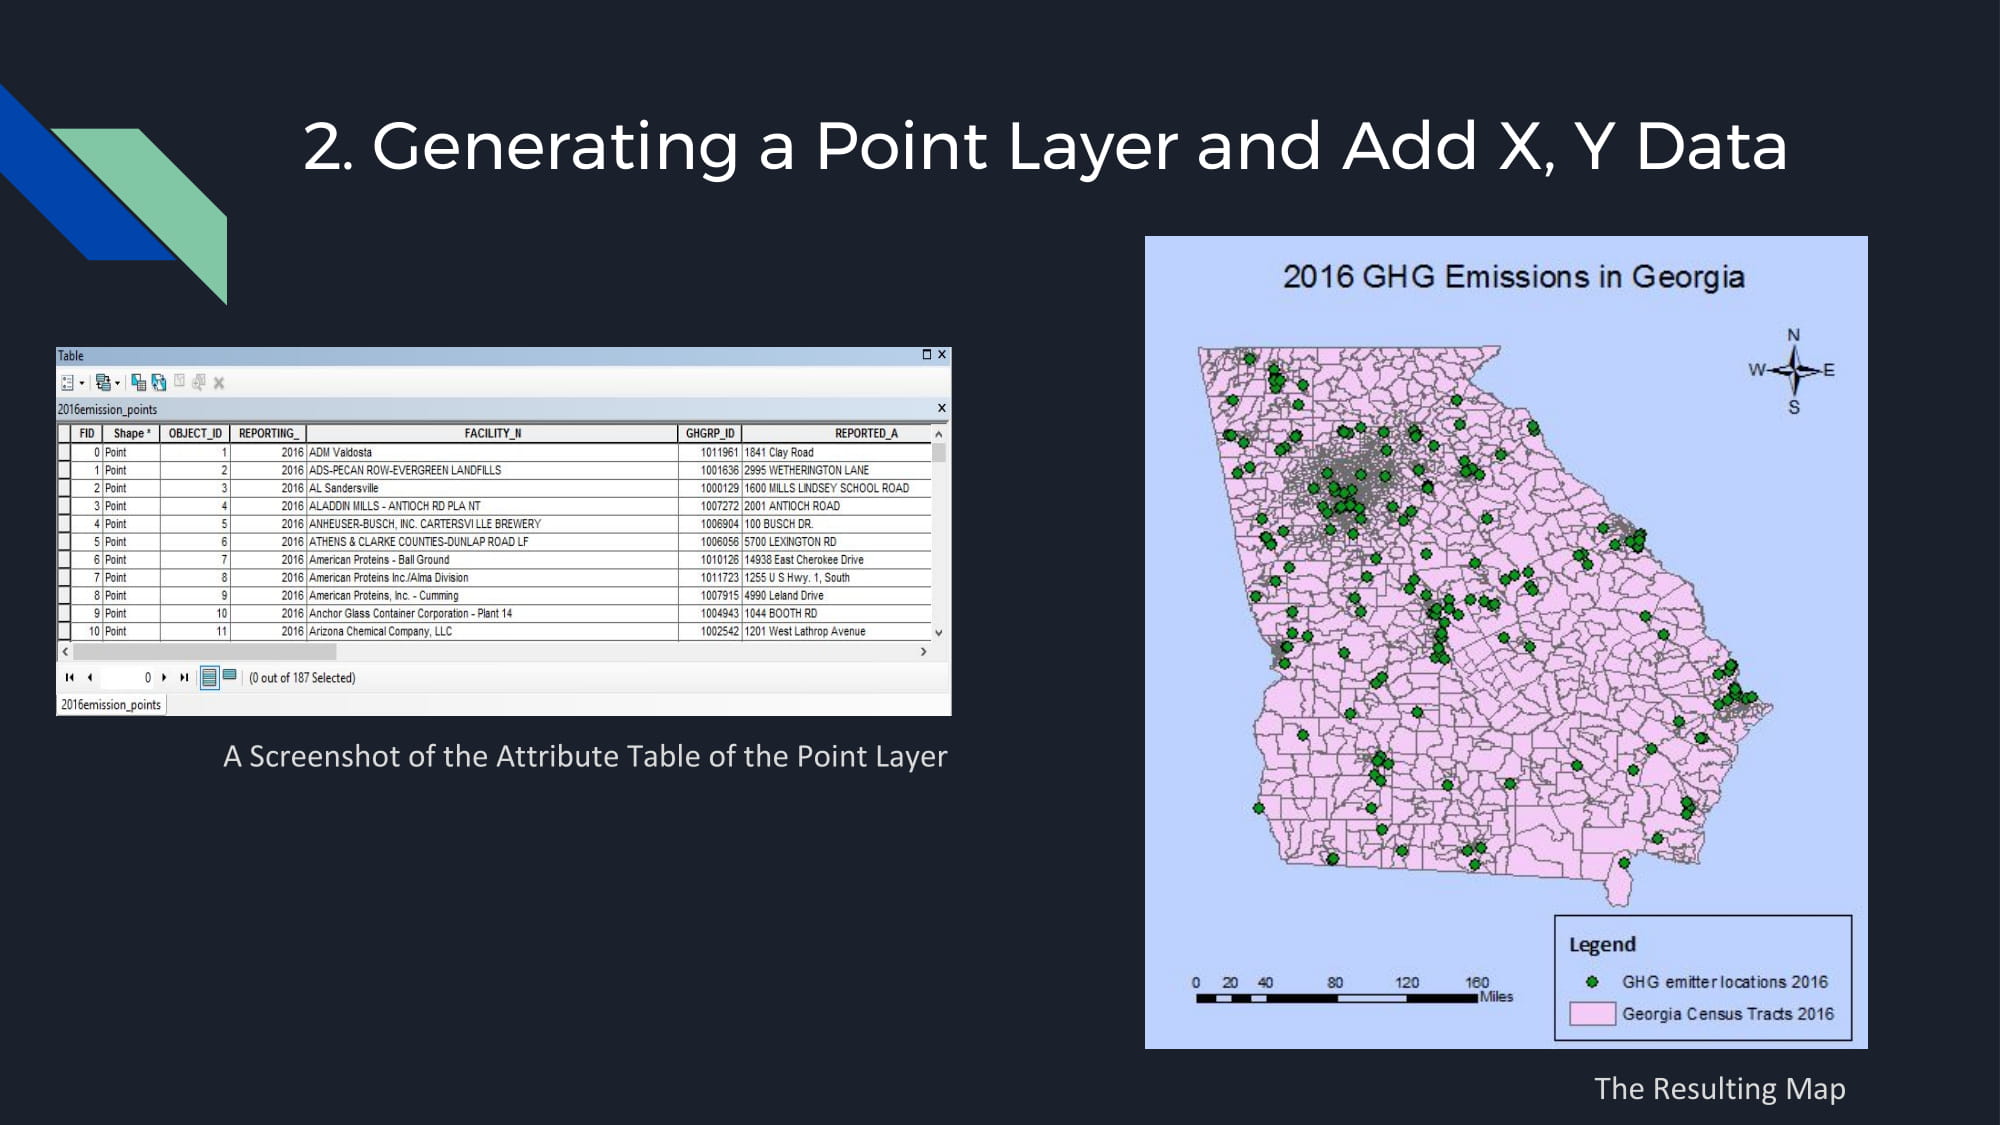 2. Generating a Point Layer and Add X, Y Data
Table
2016emission_points
FID Shape * OBJECT_ID REPORTING_ FACILITY_N GHGRP_ID REPORTED_A
0 Point 1 2016 ADM Valdosta 1011961 1841 Clay Road
1 Point 2 2016 ADS-PECAN ROW-EVERGREEN LANDFILLS 1001636 2995 WETHERINGTON LANE
2 Point 3 2016 AL Sandersville 1000129 1600 MILLS LINDSEY SCHOOL ROAD
3 Point 4 2016 ALADDIN MILLS - ANTIOCH RD PLA NT 1007272 2001 ANTIOCH ROAD
4 Point 5 2016 ANHEUSER-BUSCH, INC. CARTERSVI LLE BREWERY 1006904 100 BUSCH DR.
5 Point 6 2016 ATHENS & CLARKE COUNTIES-DUNLAP ROAD LF 1006056 5700 LEXINGTON RD
6 Point 7 2016 American Proteins - Ball Ground 1010126 14938 East Cherokee Drive
7 Point 8 2016 American Proteins Inc./Alma Division 1011723 1255 U S Hwy. 1, South
8 Point 9 2016 American Proteins, Inc. - Cumming 1007915 4990 Leland Drive
9 Point 10 2016 Anchor Glass Container Corporation - Plant 14 1004943 1044 BOOTH RD
10 Point 11 2016 Arizona Chemical Company, LLC 1002542 1201 West Lathrop Avenue
0 (0 out of 187 Selected)
2016emission_points
A Screenshot of the Attribute Table of the Point Layer
2016 GHG Emissions in Georgia
N
W E
S
Legend
GHG emitter locations 2016
Georgia Census Tracts 2016
0 20 40 80 120 160
Miles
The Resulting Map